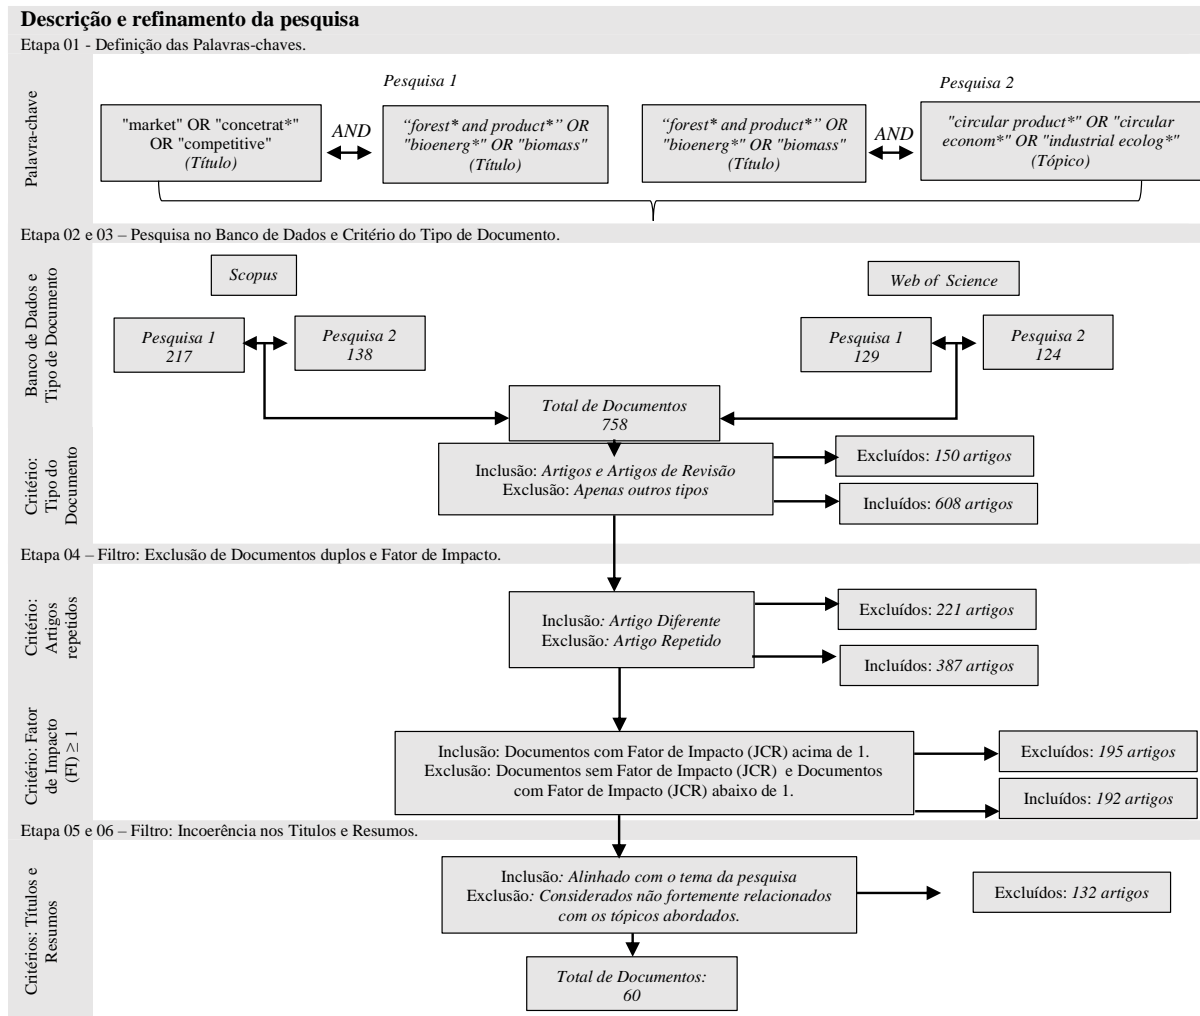 Descrição e refinamento da pesquisa
Etapa 01 - Definição das Palavras-chaves.
Palavra-chave
Pesquisa 1
"market" OR "concetrat*"
OR "competitive"
(Título)
AND
“forest* and product*” OR
"bioenerg*" OR "biomass"
(Título)
Pesquisa 2
“forest* and product*” OR
"bioenerg*" OR "biomass"
(Título)
AND
"circular product*" OR "circular
econom*" OR "industrial ecolog*"
(Tópico)
Etapa 02 e 03 – Pesquisa no Banco de Dados e Critério do Tipo de Documento.
Banco de Dados e
Tipo de Documento
Scopus
Pesquisa 1
217
Pesquisa 2
138
Web of Science
Pesquisa 1
129
Pesquisa 2
124
Total de Documentos
758
Critério:
Tipo do
Documento
Inclusão: Artigos e Artigos de Revisão
Exclusão: Apenas outros tipos
Excluídos: 150 artigos
Incluídos: 608 artigos
Etapa 04 – Filtro: Exclusão de Documentos duplos e Fator de Impacto.
Critério:
Artigos
repetidos
Inclusão: Artigo Diferente
Exclusão: Artigo Repetido
Excluídos: 221 artigos
Incluídos: 387 artigos
Critério: Fator
de Impacto
(FI) ≥ 1
Inclusão: Documentos com Fator de Impacto (JCR) acima de 1.
Exclusão: Documentos sem Fator de Impacto (JCR) e Documentos
com Fator de Impacto (JCR) abaixo de 1.
Excluídos: 195 artigos
Incluídos: 192 artigos
Etapa 05 e 06 – Filtro: Incoerência nos Titulos e Resumos.
Critérios: Títulos e
Resumos
Inclusão: Alinhado com o tema da pesquisa
Exclusão: Considerados não fortemente relacionados
com os tópicos abordados.
Excluídos: 132 artigos
Total de Documentos:
60